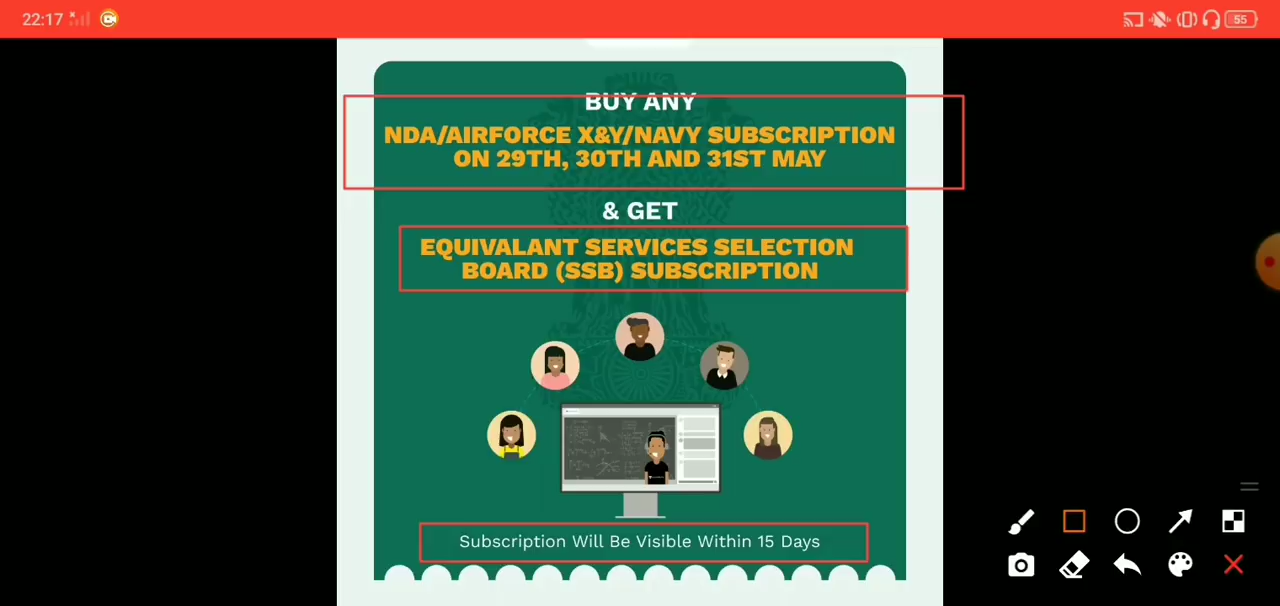 22:17
55
BUY ANY
NDA/AIRFORCE X&Y/NAVY SUBSCRIPTION
ON 29TH, 30TH AND 31ST MAY
& GET
EQUIVALANT SERVICES SELECTION
BOARD (SSB) SUBSCRIPTION
Subscription Will Be Visible Within 15 Days